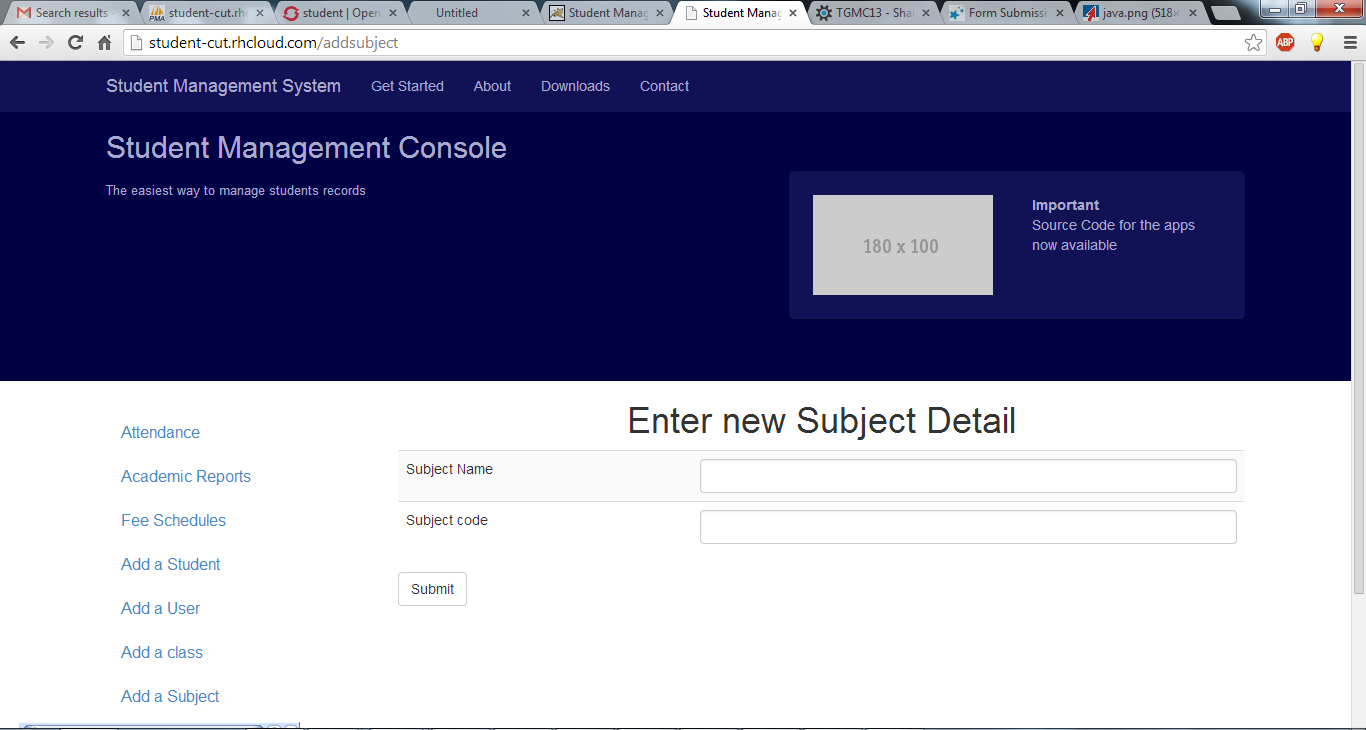 Search results
student-cut.rh
student | Open
Untitled
Student Manag
Student Manag
TGMC13 - Sha
Form Submissi
java.png (518×
student-cut.rhcloud.com/addsubject
ABP
Student Management System
Get Started
About
Downloads
Contact
Student Management Console
The easiest way to manage students records
180 x 100
Important
Source Code for the apps
now available
Attendance
Academic Reports
Fee Schedules
Add a Student
Add a User
Add a class
Add a Subject
Enter new Subject Detail
Subject Name
Subject code
Submit